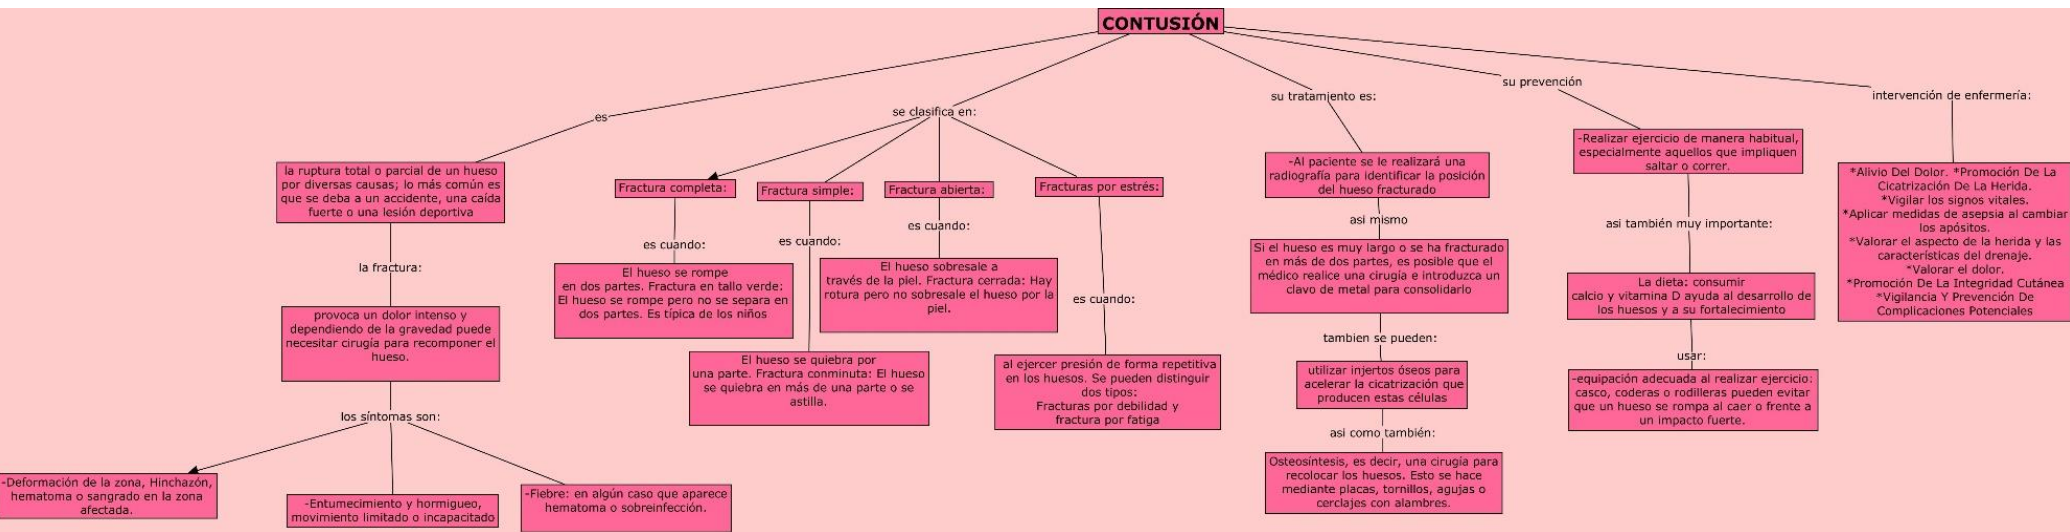 CONTUSIÓN
es
la ruptura total o parcial de un hueso
por diversas causas; lo más común es
que se deba a un accidente, una caída
fuerte o una lesión deportiva
la fractura:
provoca un dolor intenso y
dependiendo de la gravedad puede
necesitar cirugía para recomponer el
hueso.
los síntomas son:
-Deformación de la zona, Hinchazón,
hematoma o sangrado en la zona
afectada.
-Entumecimiento y hormigueo,
movimiento limitado o incapacitado
-Fiebre: en algún caso que aparece
hematoma o sobreinfección.
se clasifica en:
Fractura completa:
es cuando:
El hueso se rompe
en dos partes. Fractura en tallo verde:
El hueso se rompe pero no se separa en
dos partes. Es típica de los niños
Fractura simple:
es cuando:
El hueso se quiebra por
una parte. Fractura conminuta: El hueso
se quiebra en más de una parte o se
astilla.
Fractura abierta:
es cuando:
El hueso sobresale a
través de la piel. Fractura cerrada: Hay
rotura pero no sobresale el hueso por la
piel.
Fracturas por estrés:
es cuando:
al ejercer presión de forma repetitiva
en los huesos. Se pueden distinguir
dos tipos:
Fracturas por debilidad y
fractura por fatiga
su tratamiento es:
-Al paciente se le realizará una
radiografía para identificar la posición
del hueso fracturado
asi mismo
Si el hueso es muy largo o se ha fracturado
en más de dos partes, es posible que el
médico realice una cirugía e introduzca un
clavo de metal para consolidarlo
tambien se pueden:
utilizar injertos óseos para
acelerar la cicatrización que
producen estas células
asi como también:
Osteosíntesis, es decir, una cirugía para
recolocar los huesos. Esto se hace
mediante placas, tornillos, agujas o
cerclajes con alambres.
su prevención
-Realizar ejercicio de manera habitual,
especialmente aquellos que impliquen
saltar o correr.
asi también muy importante:
La dieta: consumir
calcio y vitamina D ayuda al desarrollo de
los huesos y a su fortalecimiento
usar:
-equipación adecuada al realizar ejercicio:
casco, coderas o rodilleras pueden evitar
que un hueso se rompa al caer o frente a
un impacto fuerte.
intervención de enfermería:
*Alivio Del Dolor. *Promoción De La
Cicatrización De La Herida.
*Vigilar los signos vitales.
*Aplicar medidas de asepsia al cambiar
los apósitos.
*Valorar el aspecto de la herida y las
características del drenaje.
*Valorar el dolor.
*Promoción De La Integridad Cutánea
*Vigilancia Y Prevención De
Complicaciones Potenciales